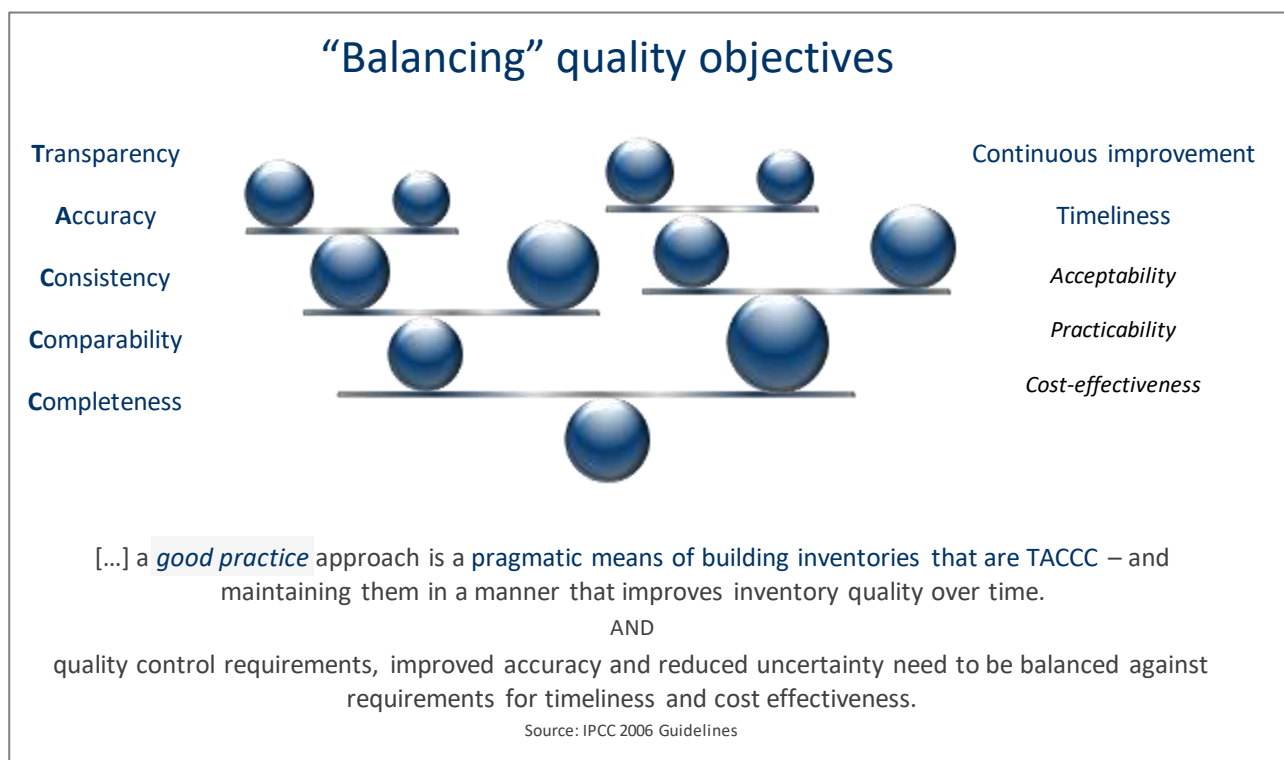 “Balancing” quality objectives
Transparency
Accuracy
Consistency
Comparability
Completeness
Continuous improvement
Timeliness
Acceptability
Practicability
Cost-effectiveness
[…] a good practice approach is a pragmatic means of building inventories that are TACCC – and
maintaining them in a manner that improves inventory quality over time.
AND
quality control requirements, improved accuracy and reduced uncertainty need to be balanced against
requirements for timeliness and cost effectiveness.
Source: IPCC 2006 Guidelines